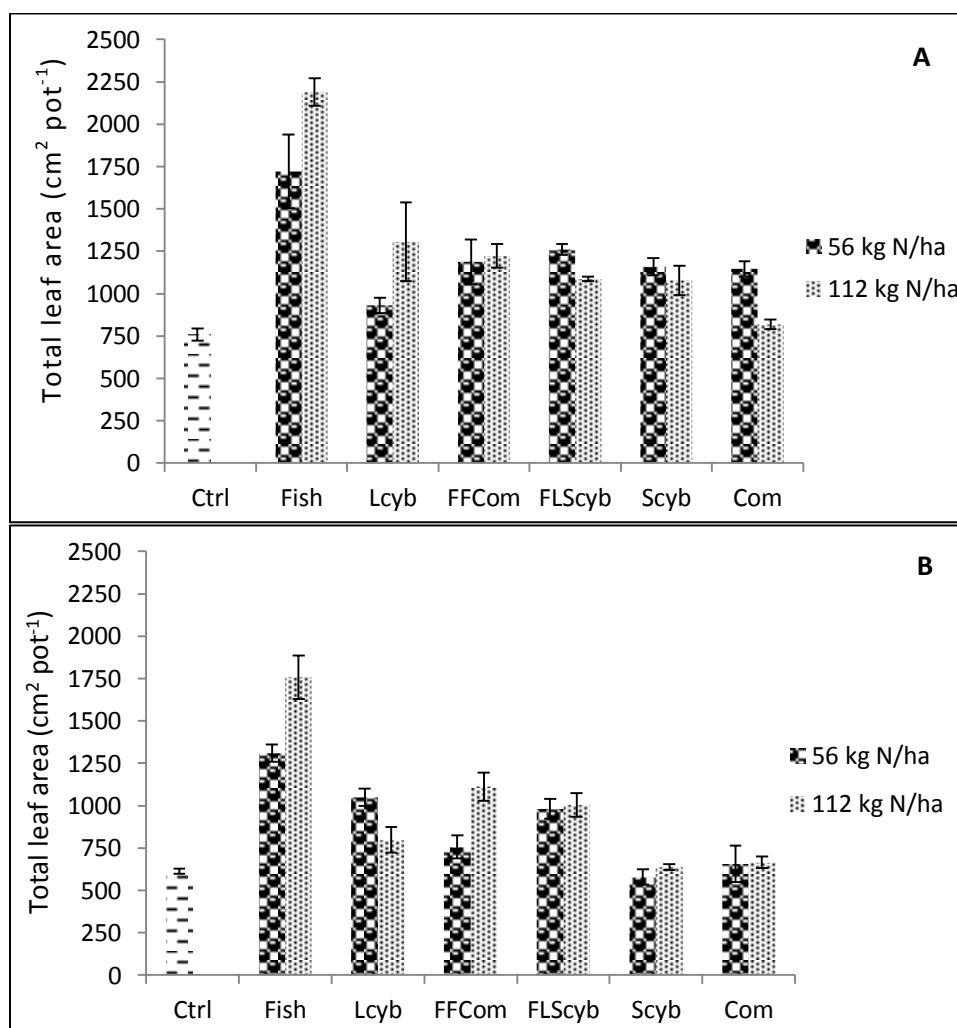 A
Total leaf area (cm² pot⁻¹)
2500
2250
2000
1750
1500
1250
1000
750
500
250
0
Ctrl Fish Lcyb FFCom FLScyb Scyb Com
56 kg N/ha
112 kg N/ha
B
Total leaf area (cm² pot⁻¹)
2500
2250
2000
1750
1500
1250
1000
750
500
250
0
Ctrl Fish Lcyb FFCom FLScyb Scyb Com
56 kg N/ha
112 kg N/ha